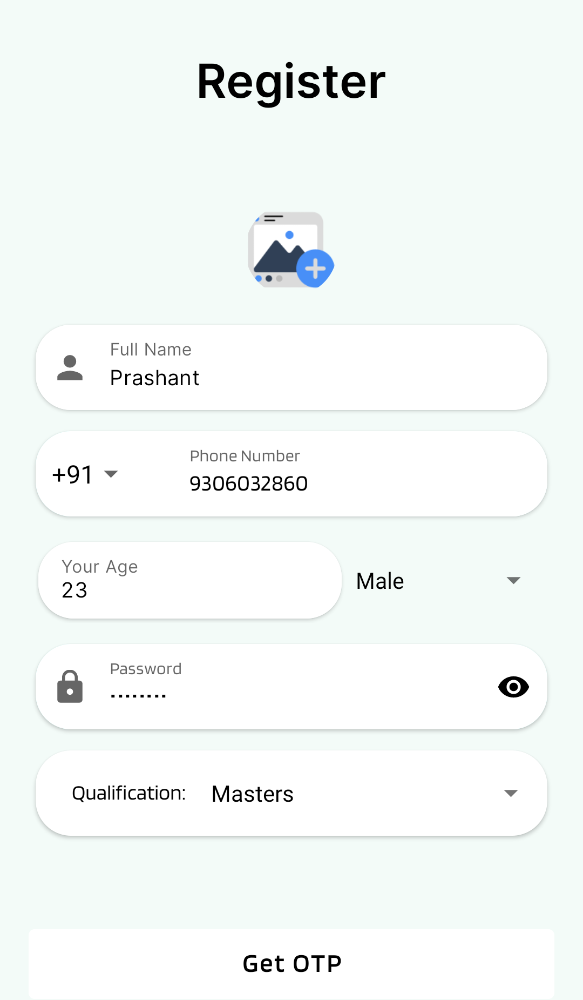 Register
Full Name
Prashant
+91
Phone Number
9306032860
Your Age
23
Male
Password
........
Qualification:
Masters
Get OTP